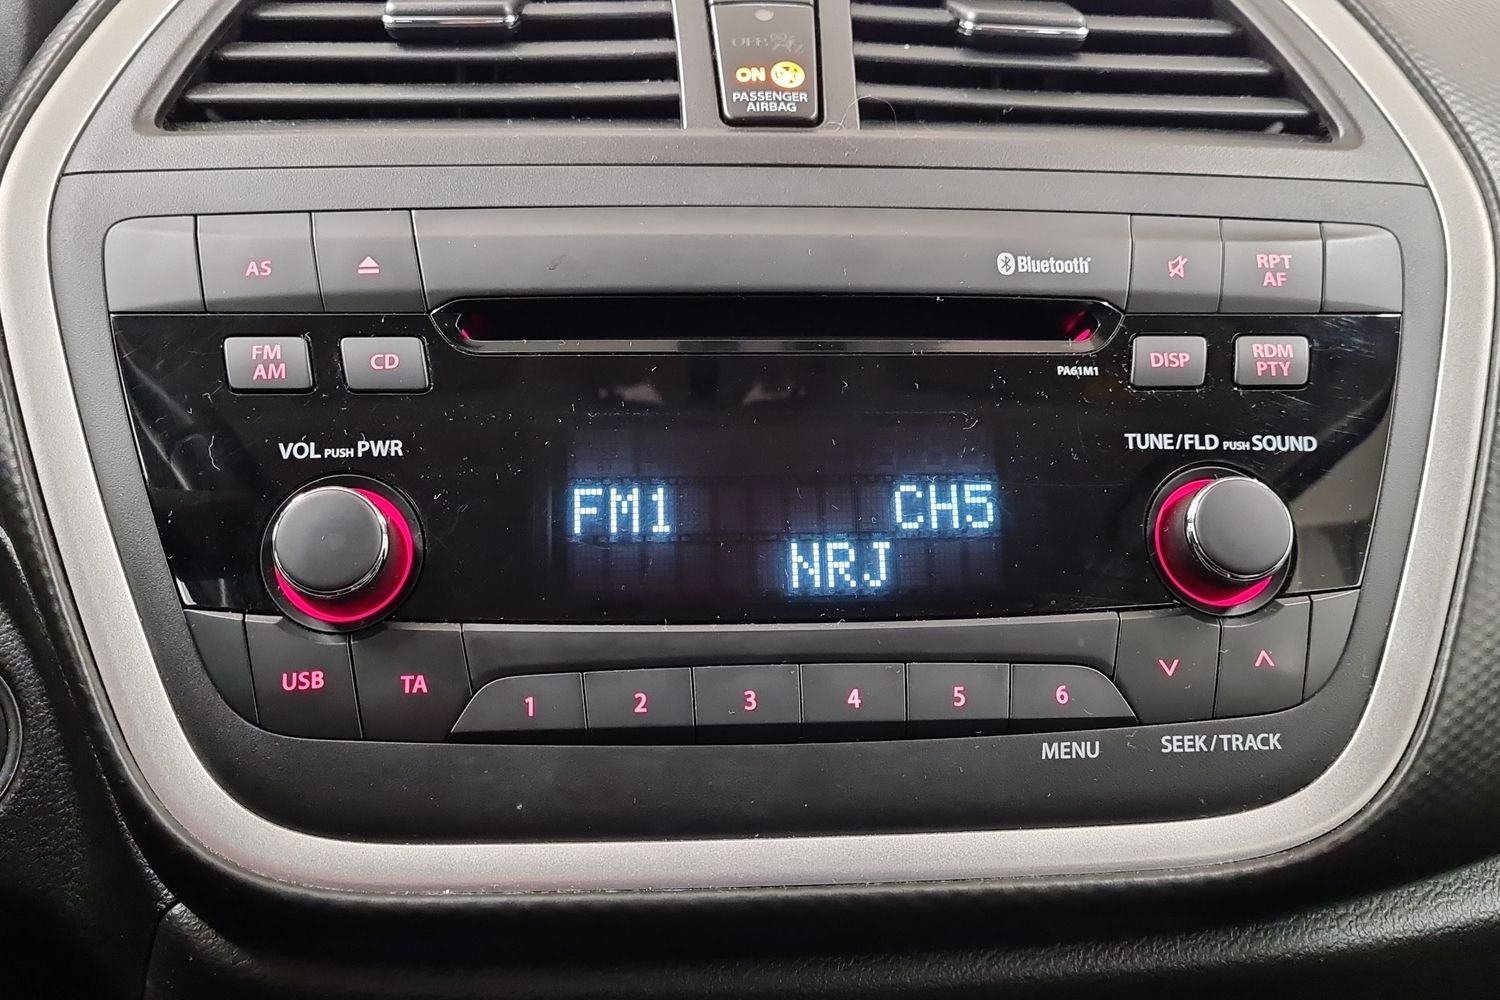 OFF
ON
PASSENGER
AIRBAG
AS
Bluetooth
RPT
AF
FM
AM
CD
PA61M1
DISP
RDM
PTY
VOL PUSH PWR
TUNE/FLD PUSH SOUND
FM1
CH5
NRJ
USB
TA
1
2
3
4
5
6
MENU
SEEK/TRACK